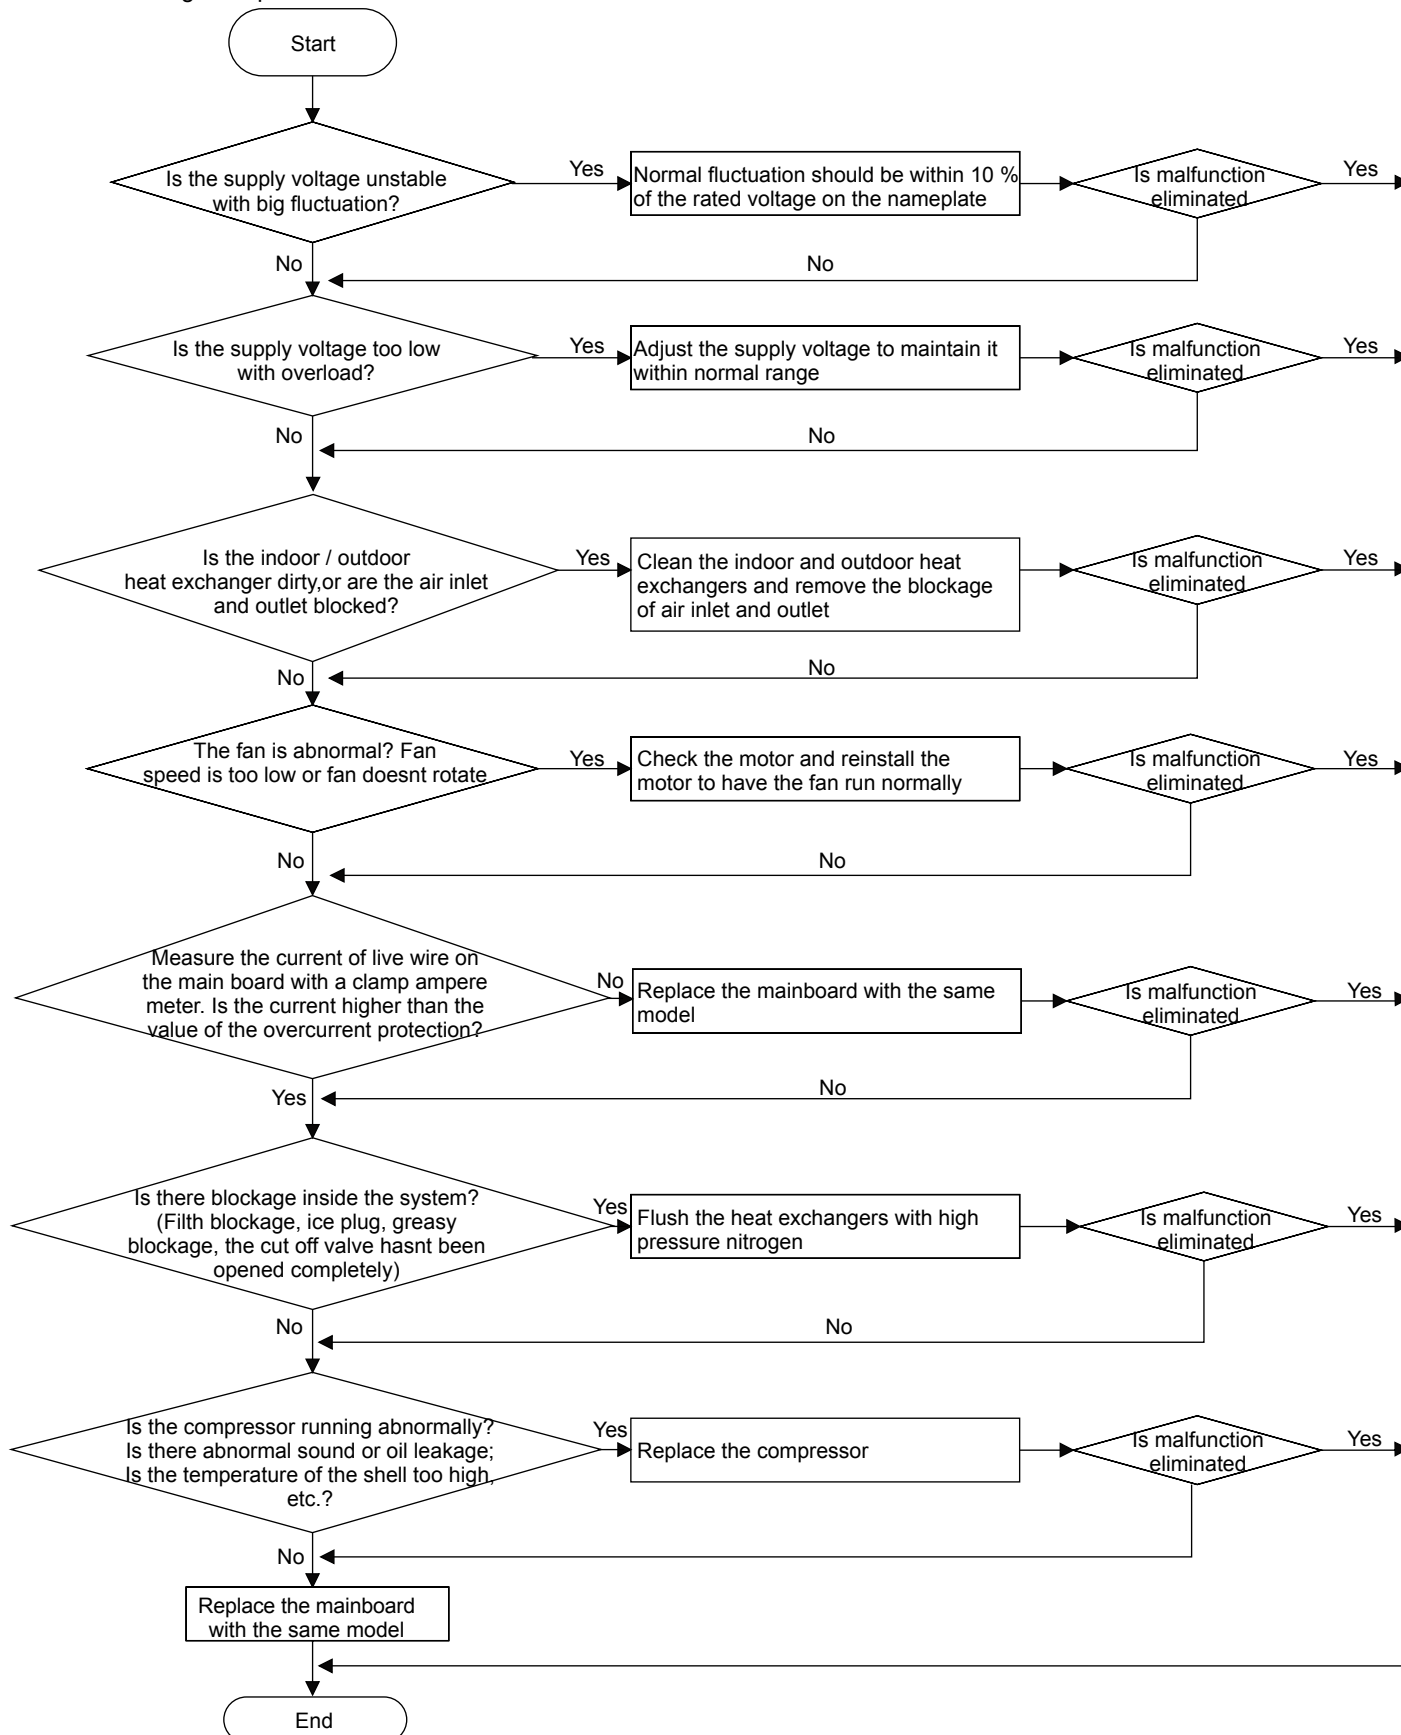 Start
Is the supply voltage unstable
with big fluctuation?
Yes
Normal fluctuation should be within 10 %
of the rated voltage on the nameplate
Is malfunction
eliminated
Yes
No
No
Is the supply voltage too low
with overload?
Yes
Adjust the supply voltage to maintain it
within normal range
Is malfunction
eliminated
Yes
No
No
Is the indoor / outdoor
heat exchanger dirty,or are the air inlet
and outlet blocked?
Yes
Clean the indoor and outdoor heat
exchangers and remove the blockage
of air inlet and outlet
Is malfunction
eliminated
Yes
No
No
The fan is abnormal? Fan
speed is too low or fan doesnt rotate
Yes
Check the motor and reinstall the
motor to have the fan run normally
Is malfunction
eliminated
Yes
No
No
Measure the current of live wire on
the main board with a clamp ampere
meter. Is the current higher than the
value of the overcurrent protection?
No
Replace the mainboard with the same
model
Is malfunction
eliminated
Yes
Yes
No
Is there blockage inside the system?
(Filth blockage, ice plug, greasy
blockage, the cut off valve hasnt been
opened completely)
Yes
Flush the heat exchangers with high
pressure nitrogen
Is malfunction
eliminated
Yes
No
No
Is the compressor running abnormally?
Is there abnormal sound or oil leakage;
Is the temperature of the shell too high,
etc.?
Yes
Replace the compressor
Is malfunction
eliminated
Yes
No
Replace the mainboard
with the same model
End